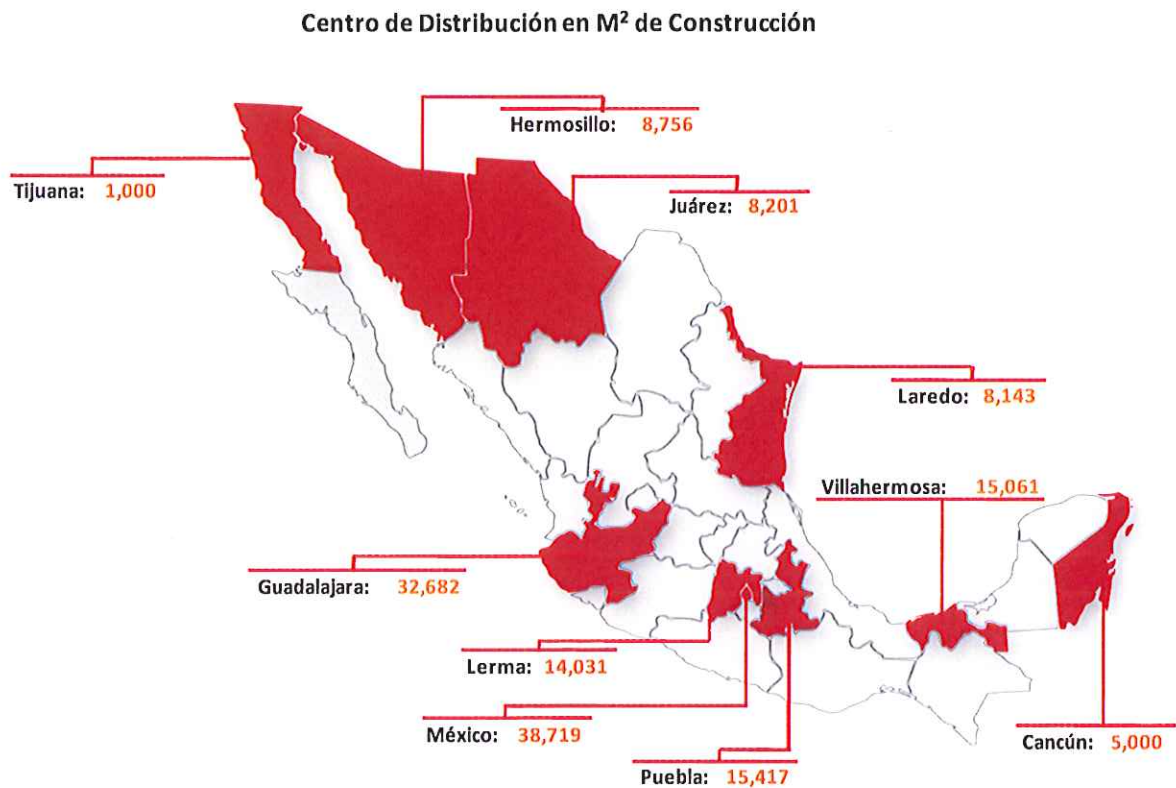 Centro de Distribución en M² de Construcción
Hermosillo: 8,756
Tijuana: 1,000
Juárez: 8,201
Laredo: 8,143
Villahermosa: 15,061
Guadalajara: 32,682
Lerma: 14,031
México: 38,719
Cancún: 5,000
Puebla: 15,417